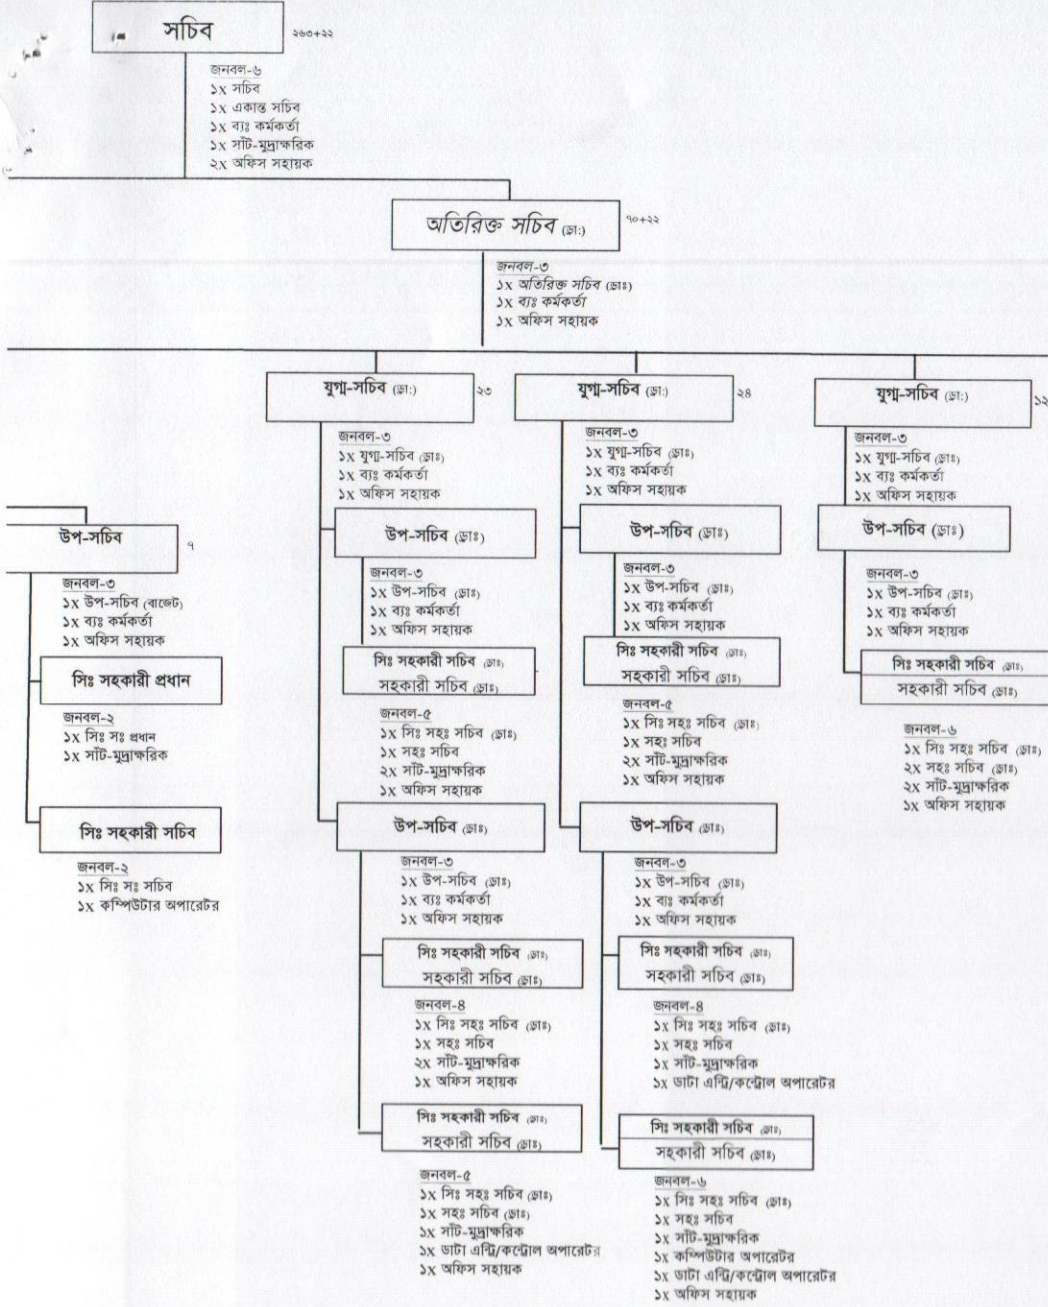 সচিব
২৬৩+২২
জনবল-৬
১x সচিব
১x একান্ত সচিব
১x ব্যঃ কর্মকর্তা
১x সাঁট-মুদ্রাক্ষরিক
২x অফিস সহায়ক
অতিরিক্ত সচিব (ড্রা:)
৭০+২২
জনবল-৩
১x অতিরিক্ত সচিব (ড্রাঃ)
১x ব্যঃ কর্মকর্তা
১x অফিস সহায়ক
উপ-সচিব
৭
জনবল-৩
১x উপ-সচিব (বাজেট)
১x ব্যঃ কর্মকর্তা
১x অফিস সহায়ক
সিঃ সহকারী প্রধান
জনবল-২
১x সিঃ সঃ প্রধান
১x সাঁট-মুদ্রাক্ষরিক
সিঃ সহকারী সচিব
জনবল-২
১x সিঃ সঃ সচিব
১x কম্পিউটার অপারেটর
যুগ্ম-সচিব (ড্রা:)
২৩
জনবল-৩
১x যুগ্ম-সচিব (ড্রাঃ)
১x ব্যঃ কর্মকর্তা
১x অফিস সহায়ক
উপ-সচিব (ড্রাঃ)
জনবল-৩
১x উপ-সচিব (ড্রাঃ)
১x ব্যঃ কর্মকর্তা
১x অফিস সহায়ক
সিঃ সহকারী সচিব (ড্রাঃ)
সহকারী সচিব (ড্রাঃ)
জনবল-৫
১x সিঃ সহঃ সচিব (ড্রাঃ)
১x সহঃ সচিব
২x সাঁট-মুদ্রাক্ষরিক
১x অফিস সহায়ক
উপ-সচিব (ড্রাঃ)
জনবল-৩
১x উপ-সচিব (ড্রাঃ)
১x ব্যঃ কর্মকর্তা
১x অফিস সহায়ক
সিঃ সহকারী সচিব (ড্রাঃ)
সহকারী সচিব (ড্রাঃ)
জনবল-৪
১x সিঃ সহঃ সচিব (ড্রাঃ)
১x সহঃ সচিব
২x সাঁট-মুদ্রাক্ষরিক
১x অফিস সহায়ক
সিঃ সহকারী সচিব (ড্রাঃ)
সহকারী সচিব (ড্রাঃ)
জনবল-৫
১x সিঃ সহঃ সচিব (ড্রাঃ)
১x সহঃ সচিব (ড্রাঃ)
১x সাঁট-মুদ্রাক্ষরিক
১x ডাটা এন্ট্রি/কন্ট্রোল অপারেটর
১x অফিস সহায়ক
যুগ্ম-সচিব (ড্রা:)
২৪
জনবল-৩
১x যুগ্ম-সচিব (ড্রাঃ)
১x ব্যঃ কর্মকর্তা
১x অফিস সহায়ক
উপ-সচিব (ড্রাঃ)
জনবল-৩
১x উপ-সচিব (ড্রাঃ)
১x ব্যঃ কর্মকর্তা
১x অফিস সহায়ক
সিঃ সহকারী সচিব (ড্রাঃ)
সহকারী সচিব (ড্রাঃ)
জনবল-৫
১x সিঃ সহঃ সচিব (ড্রাঃ)
১x সহঃ সচিব
২x সাঁট-মুদ্রাক্ষরিক
১x অফিস সহায়ক
উপ-সচিব (ড্রাঃ)
জনবল-৩
১x উপ-সচিব (ড্রাঃ)
১x ব্যঃ কর্মকর্তা
১x অফিস সহায়ক
সিঃ সহকারী সচিব (ড্রাঃ)
সহকারী সচিব (ড্রাঃ)
জনবল-৪
১x সিঃ সহঃ সচিব (ড্রাঃ)
১x সহঃ সচিব
১x সাঁট-মুদ্রাক্ষরিক
১x ডাটা এন্ট্রি/কন্ট্রোল অপারেটর
সিঃ সহকারী সচিব (ড্রাঃ)
সহকারী সচিব (ড্রাঃ)
জনবল-৬
১x সিঃ সহঃ সচিব (ড্রাঃ)
১x সহঃ সচিব
১x সাঁট-মুদ্রাক্ষরিক
১x কম্পিউটার অপারেটর
১x ডাটা এন্ট্রি/কন্ট্রোল অপারেটর
১x অফিস সহায়ক
যুগ্ম-সচিব (ড্রা:)
১২
জনবল-৩
১x যুগ্ম-সচিব (ড্রাঃ)
১x ব্যঃ কর্মকর্তা
১x অফিস সহায়ক
উপ-সচিব (ড্রাঃ)
জনবল-৩
১x উপ-সচিব (ড্রাঃ)
১x ব্যঃ কর্মকর্তা
১x অফিস সহায়ক
সিঃ সহকারী সচিব (ড্রাঃ)
সহকারী সচিব (ড্রাঃ)
জনবল-৬
১x সিঃ সহঃ সচিব (ড্রাঃ)
২x সহঃ সচিব (ড্রাঃ)
২x সাঁট-মুদ্রাক্ষরিক
১x অফিস সহায়ক